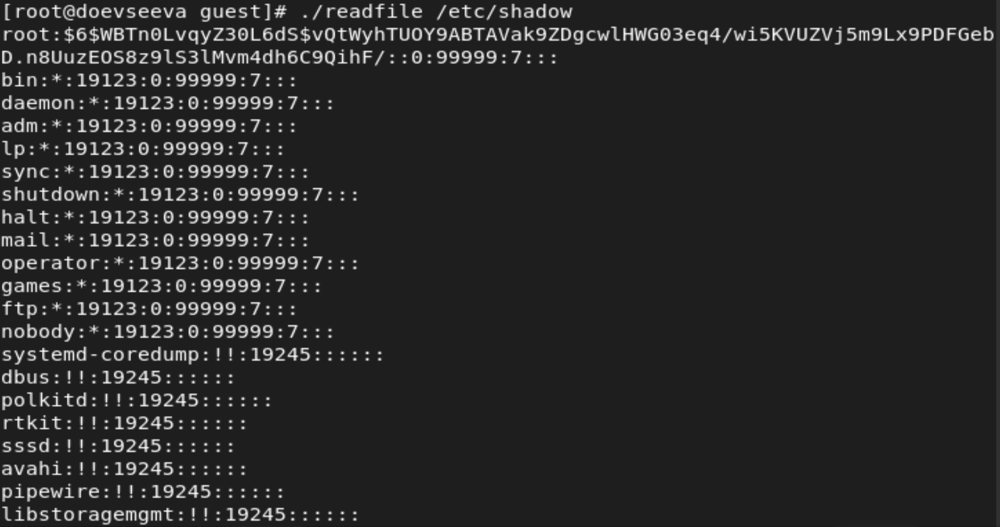 [root@doevseeva guest]# ./readfile /etc/shadow
root:$6$WBTn0LvqyZ30L6dS$vQtWyhTUOY9ABTAVak9ZDgcwlHWG03eq4/wi5KVUZVj5m9Lx9PDFGeb
D.n8UuzEOS8z9lS3lMvm4dh6C9QihF/::0:99999:7:::
bin:*:19123:0:99999:7:::
daemon:*:19123:0:99999:7:::
adm:*:19123:0:99999:7:::
lp:*:19123:0:99999:7:::
sync:*:19123:0:99999:7:::
shutdown:*:19123:0:99999:7:::
halt:*:19123:0:99999:7:::
mail:*:19123:0:99999:7:::
operator:*:19123:0:99999:7:::
games:*:19123:0:99999:7:::
ftp:*:19123:0:99999:7:::
nobody:*:19123:0:99999:7:::
systemd-coredump:!!:19245::::::
dbus:!!:19245::::::
polkitd:!!:19245::::::
rtkit:!!:19245::::::
sssd:!!:19245::::::
avahi:!!:19245::::::
pipewire:!!:19245::::::
libstoragemgmt:!!:19245::::::